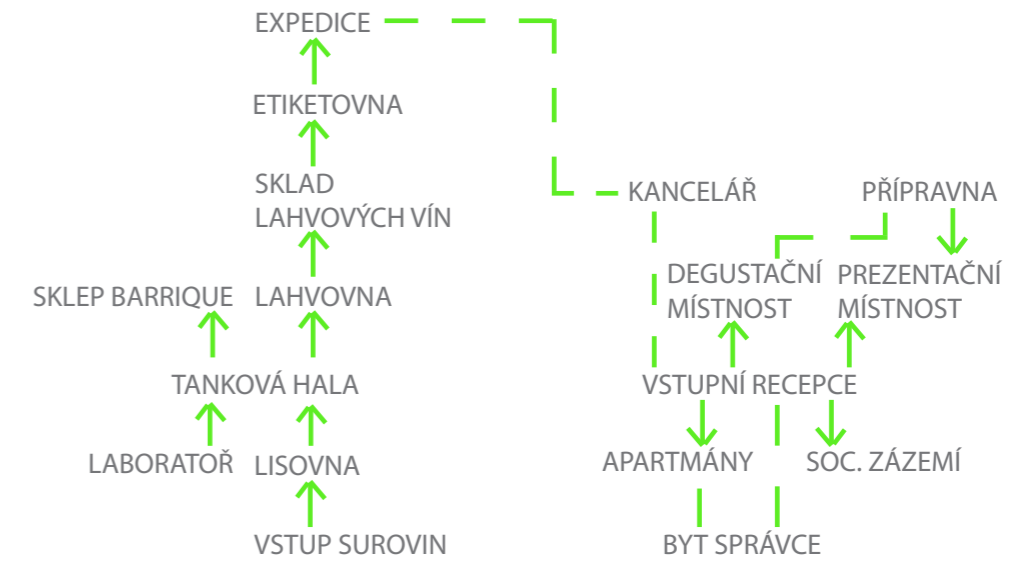 EXPEDICE
ETIKETOVNA
SKLAD
LAHVOVÝCH VÍN
KANCELÁŘ
PŘÍPRAVNA
DEGUSTAČNÍ
MÍSTNOST
PREZENTAČNÍ
MÍSTNOST
SKLEP BARRIQUE
LAHVOVNA
TANKOVÁ HALA
VSTUPNÍ RECEPCE
LABORATOŘ
LISOVNA
APARTMÁNY
SOC. ZÁZEMÍ
VSTUP SUROVIN
BYT SPRÁVCE